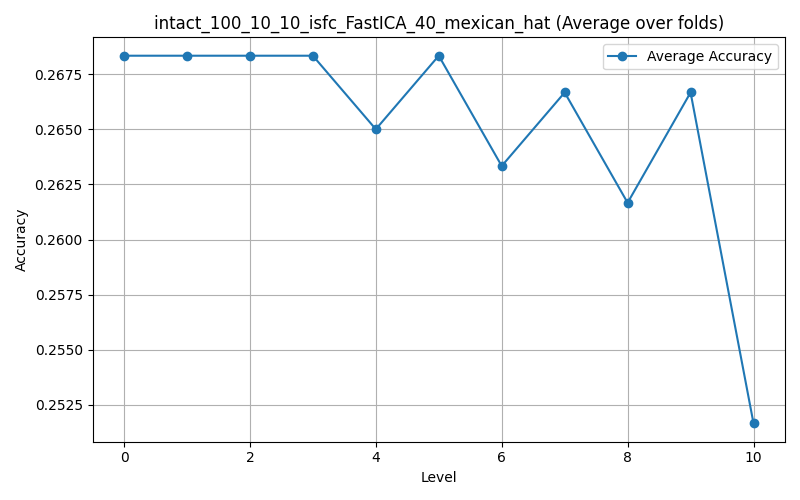 intact_100_10_10_isfc_FastICA_40_mexican_hat (Average over folds)
Average Accuracy
Accuracy
0.2675
0.2650
0.2625
0.2600
0.2575
0.2550
0.2525
0 2 4 6 8 10
Level